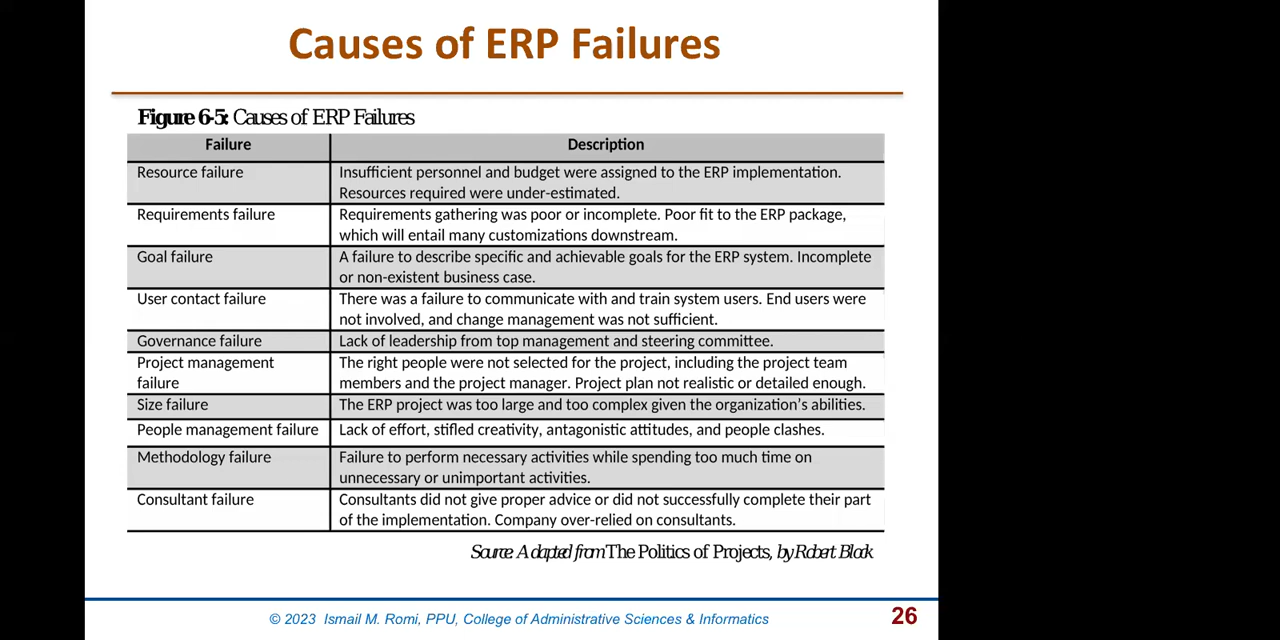 Causes of ERP Failures
Figure 6-5: Causes of ERP Failures
Failure Description
Resource failure Insufficient personnel and budget were assigned to the ERP implementation.
Resources required were under-estimated.
Requirements failure Requirements gathering was poor or incomplete. Poor fit to the ERP package,
which will entail many customizations downstream.
Goal failure A failure to describe specific and achievable goals for the ERP system. Incomplete
or non-existent business case.
User contact failure There was a failure to communicate with and train system users. End users were
not involved, and change management was not sufficient.
Governance failure Lack of leadership from top management and steering committee.
Project management The right people were not selected for the project, including the project team
failure members and the project manager. Project plan not realistic or detailed enough.
Size failure The ERP project was too large and too complex given the organization's abilities.
People management failure Lack of effort, stifled creativity, antagonistic attitudes, and people clashes.
Methodology failure Failure to perform necessary activities while spending too much time on
unnecessary or unimportant activities.
Consultant failure Consultants did not give proper advice or did not successfully complete their part
of the implementation. Company over-relied on consultants.
Source: Adapted from The Politics of Projects, by Robert Block
© 2023 Ismail M. Romi, PPU, College of Administrative Sciences & Informatics 26